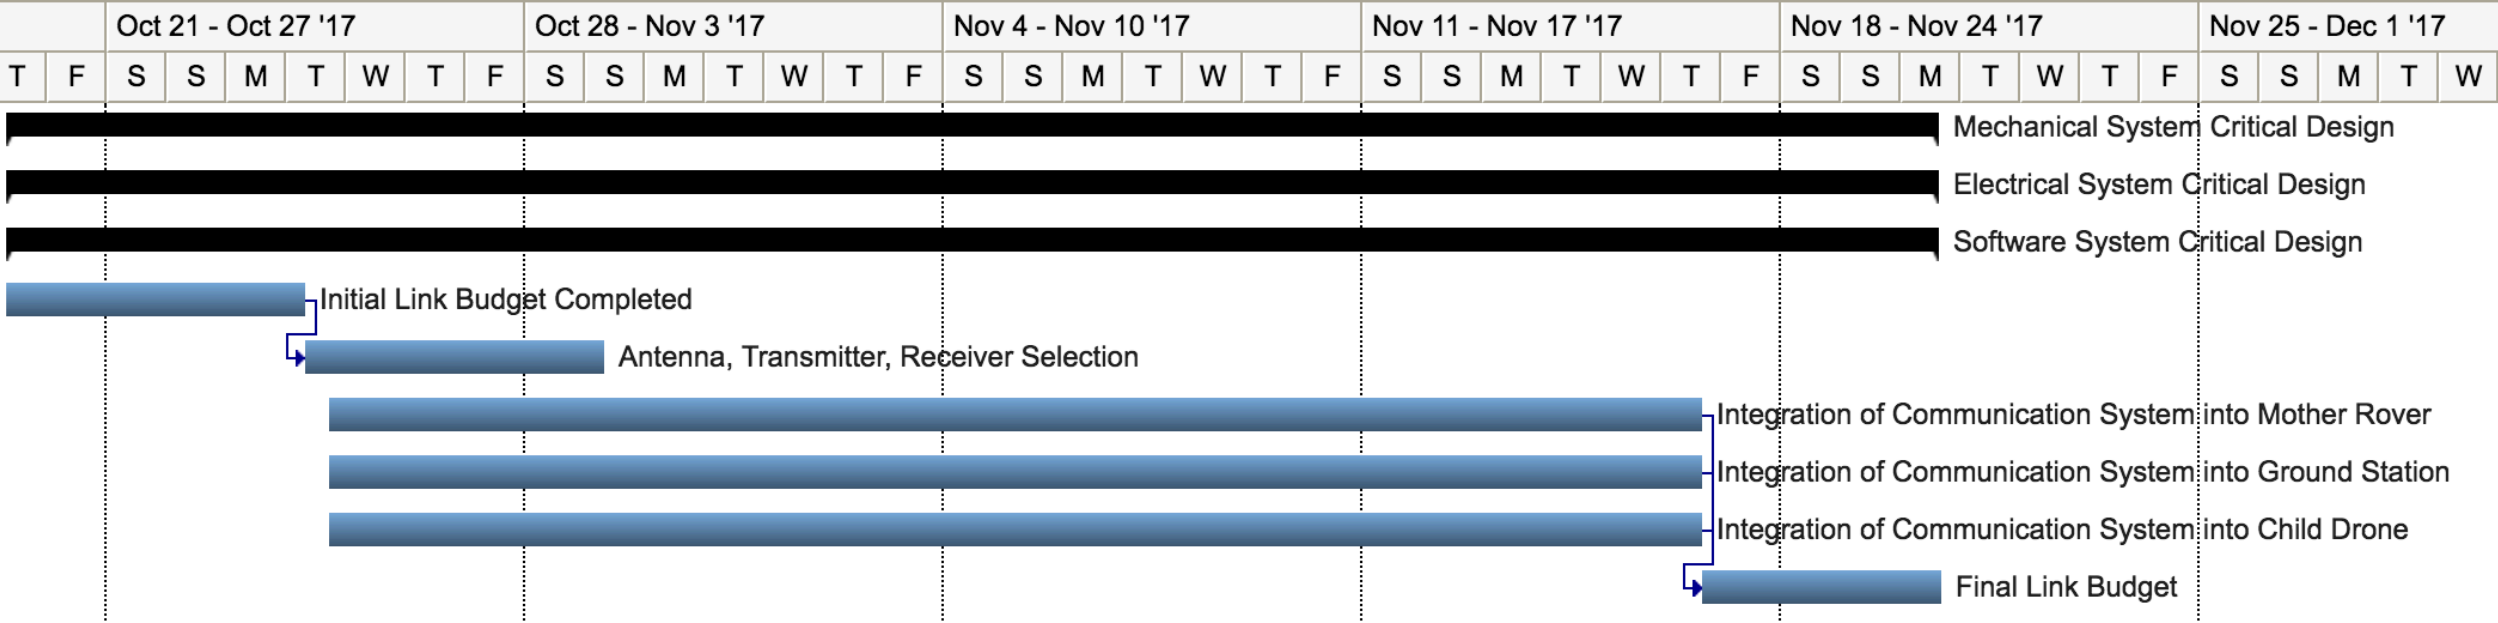 Oct 21 - Oct 27 '17 Oct 28 - Nov 3 '17 Nov 4 - Nov 10 '17 Nov 11 - Nov 17 '17 Nov 18 - Nov 24 '17 Nov 25 - Dec 1 '17
T F S S M T W T F S S M T W T F S S M T W T F S S M T W T F S S M T W T F S S M T W
Mechanical System Critical Design
Electrical System Critical Design
Software System Critical Design
Initial Link Budget Completed
Antenna, Transmitter, Receiver Selection
Integration of Communication System into Mother Rover
Integration of Communication System into Ground Station
Integration of Communication System into Child Drone
Final Link Budget